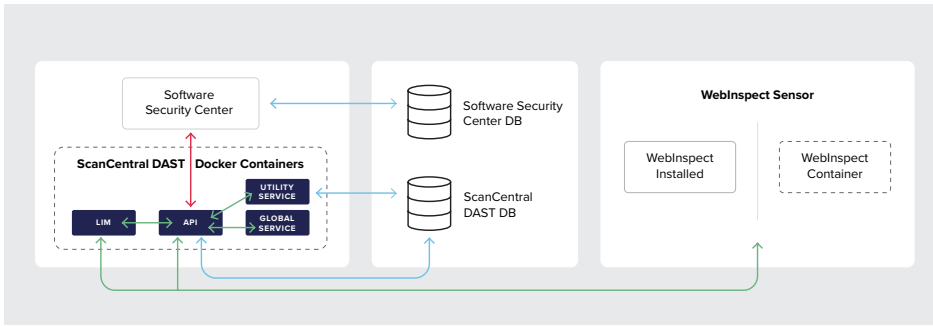 Software
Security Center
ScanCentral DAST Docker Containers
UTILITY
SERVICE
LIM
API
GLOBAL
SERVICE
Software Security
Center DB
ScanCentral
DAST DB
WebInspect Sensor
WebInspect
Installed
WebInspect
Container